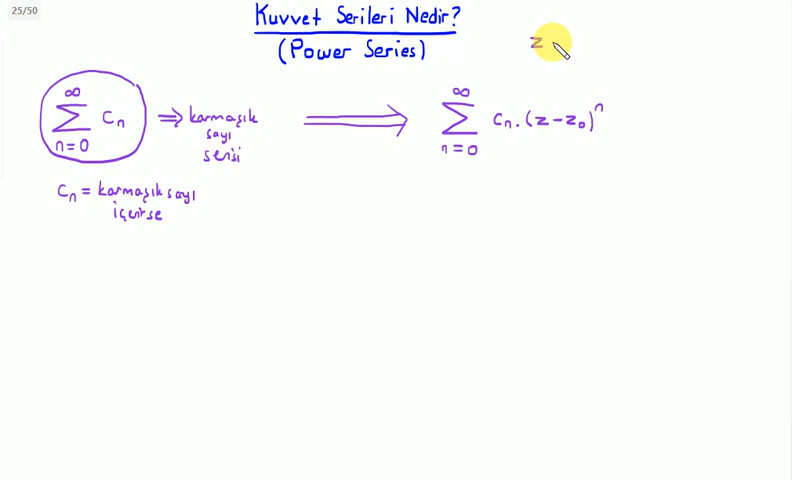 25/50
Kuvvet Serileri Nedir?
(Power Series)
z
∞
∑ Cn ⇒ karmaşık sayı serisi
n=0
∞
∑ Cn.(z-z₀)ⁿ
n=0
Cn = karmaşık sayı
içerirse